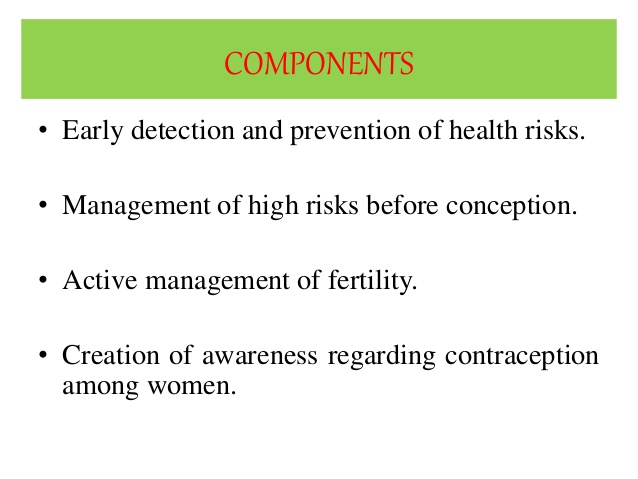 COMPONENTS
• Early detection and prevention of health risks.
• Management of high risks before conception.
• Active management of fertility.
• Creation of awareness regarding contraception
among women.